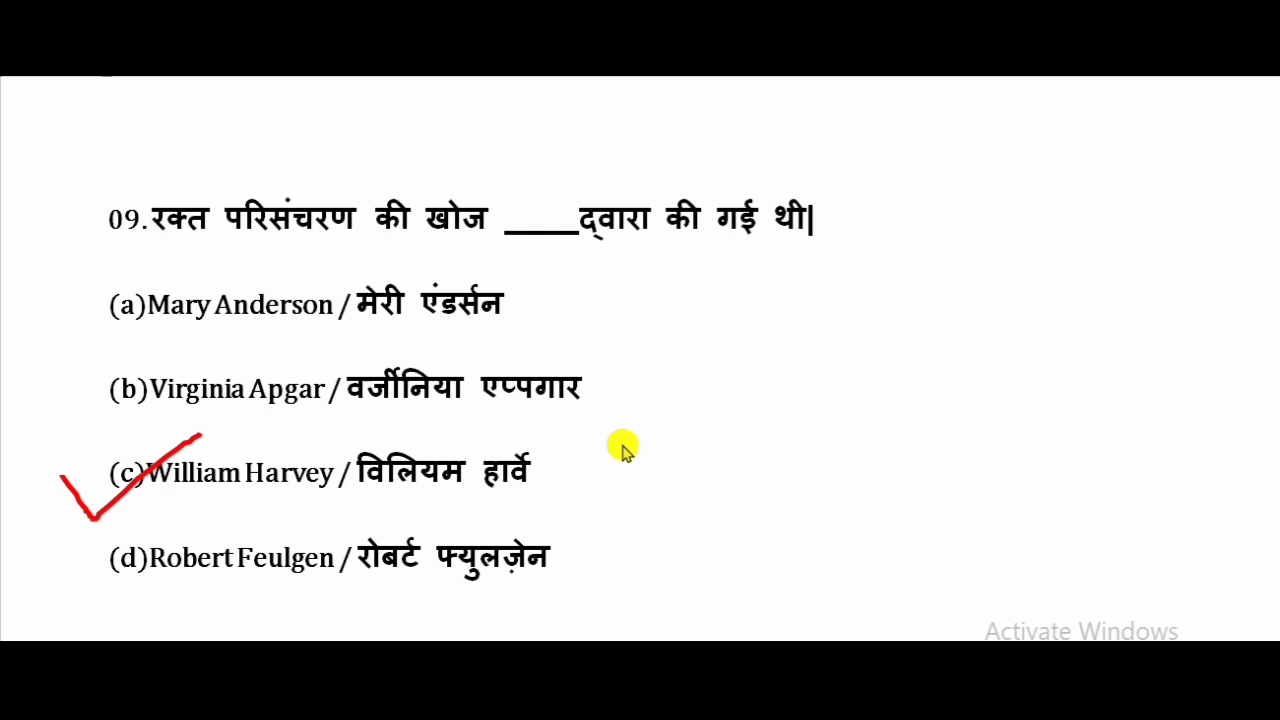 09.रक्त परिसंचरण की खोज _____द्वारा की गई थी|
(a)Mary Anderson / मेरी एंडर्सन
(b)Virginia Apgar / वर्जीनिया एप्पगार
(c)William Harvey / विलियम हार्वे
(d)Robert Feulgen / रोबर्ट फ्युलज़ेन
Activate Windows